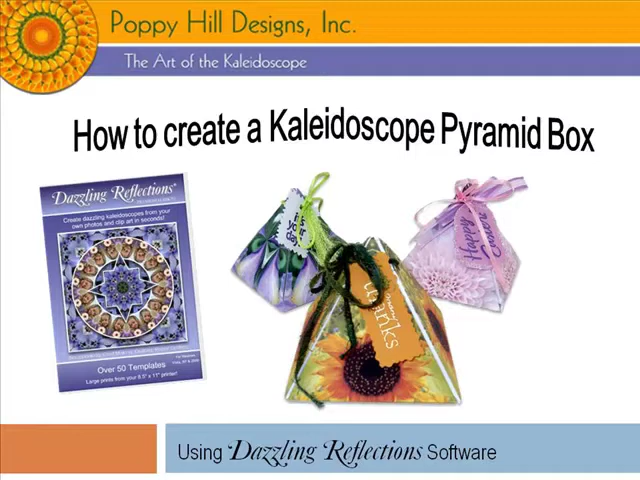 Poppy Hill Designs, Inc.
The Art of the Kaleidoscope
How to create a Kaleidoscope Pyramid Box
Dazzling Reflections
Create dazzling kaleidoscopes from your
own photos and clip art in seconds!
Over 50 Templates
Large prints from your 8.5" x 11" printer!
thanks
Happy
Using Dazzling Reflections Software